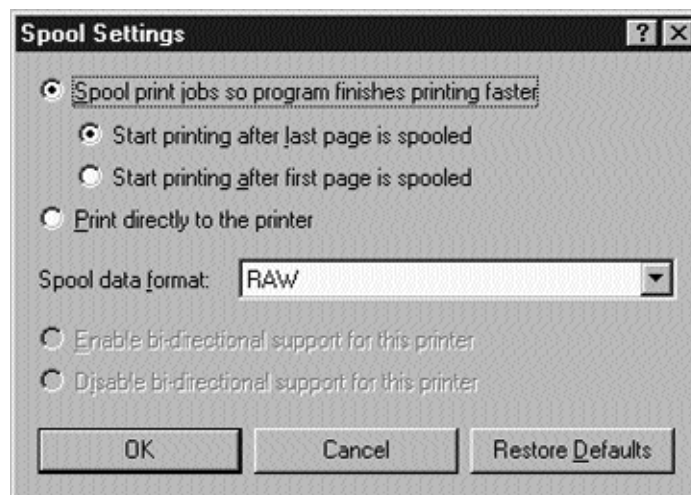 Spool Settings
Spool print jobs so program finishes printing faster
Start printing after last page is spooled
Start printing after first page is spooled
Print directly to the printer
Spool data format: RAW
Enable bi-directional support for this printer
Disable bi-directional support for this printer
OK Cancel Restore Defaults